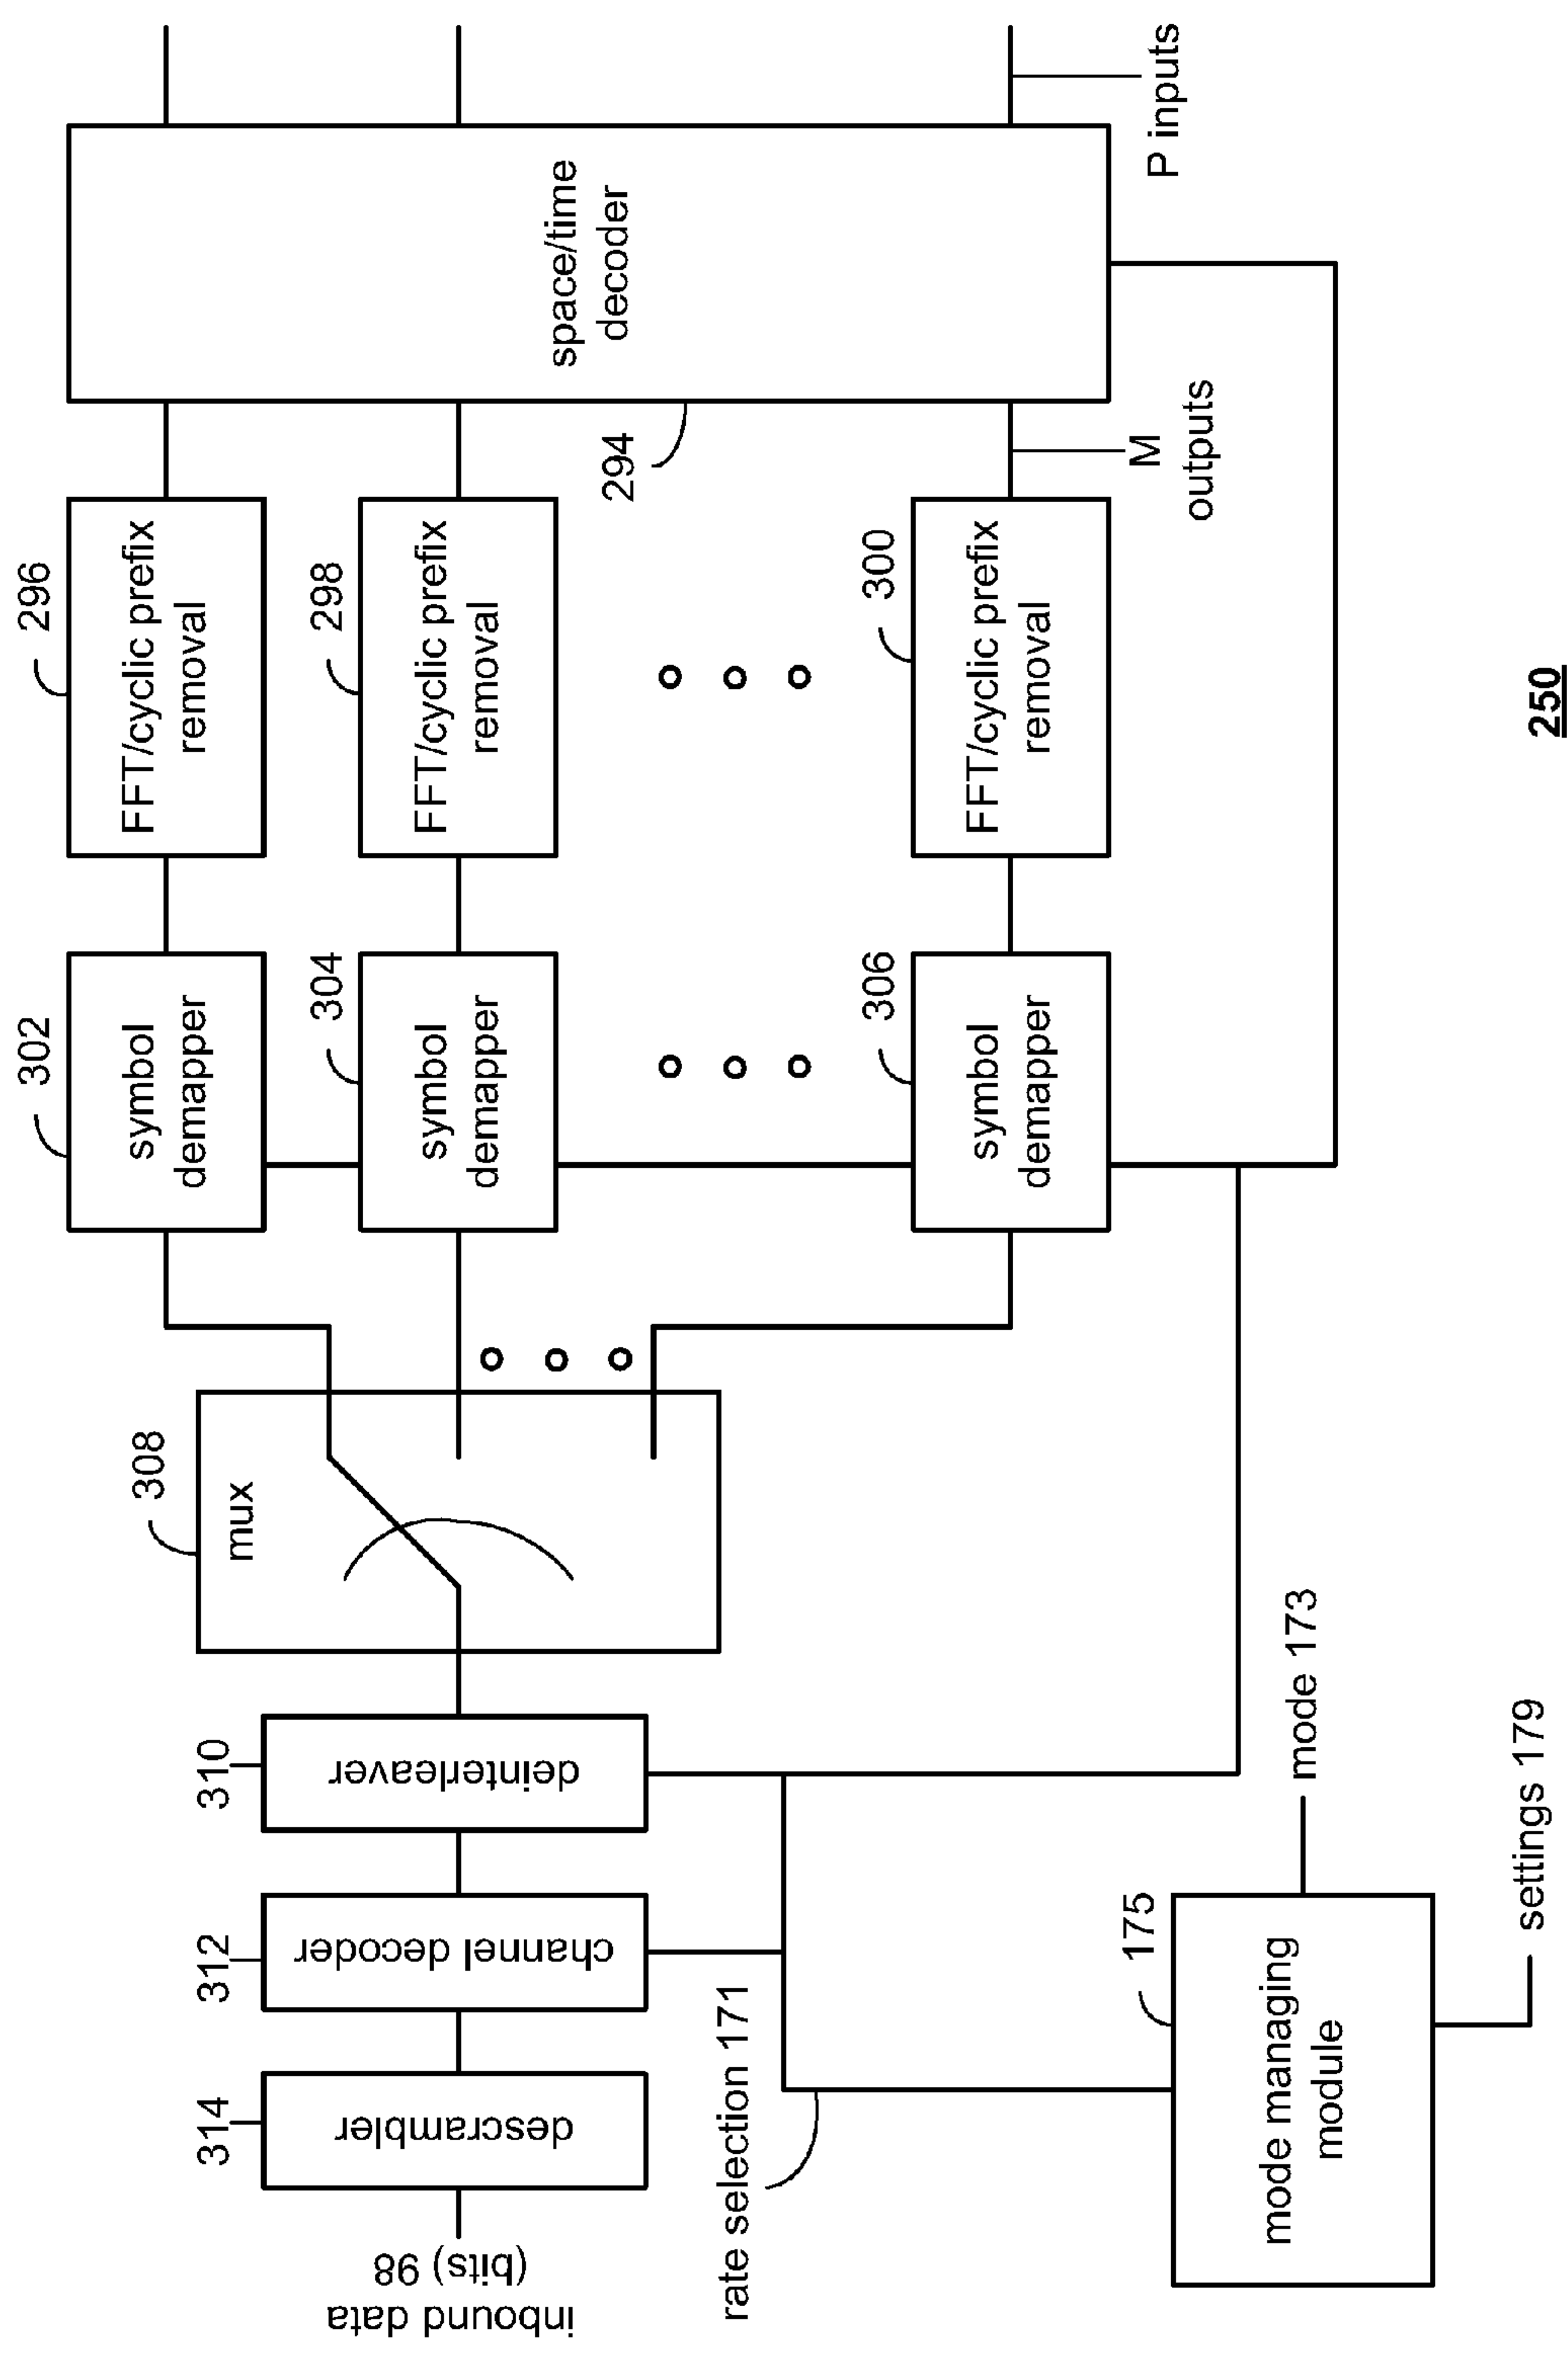 302
296
symbol
demapper
FFT/cyclic prefix
removal
308
mux
304
298
symbol
demapper
FFT/cyclic prefix
removal
space/time
decoder
314
312
310
descrambler
channel decoder
deinterleaver
inbound data
(bits) 98
294
306
300
symbol
demapper
FFT/cyclic prefix
removal
rate selection 171
M
outputs
P inputs
175
mode managing
module
mode 173
settings 179
250